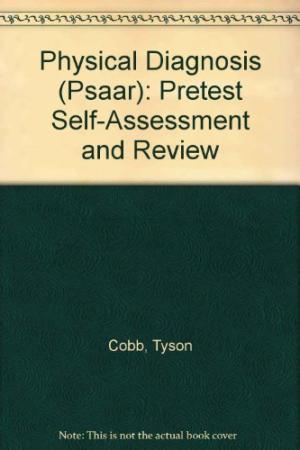 Physical Diagnosis
(Psaar): Pretest
Self-Assessment
and Review
Cobb, Tyson
Note: This is not the actual book cover